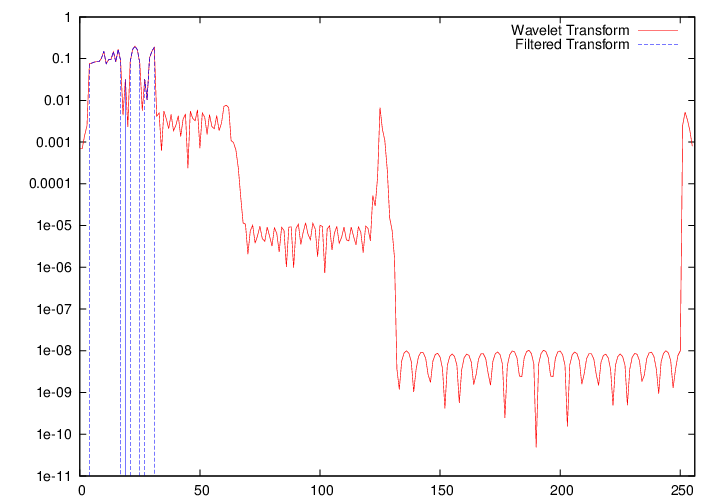 Wavelet Transform
Filtered Transform
1
0.1
0.01
0.001
0.0001
1e-05
1e-06
1e-07
1e-08
1e-09
1e-10
1e-11
0 50 100 150 200 250